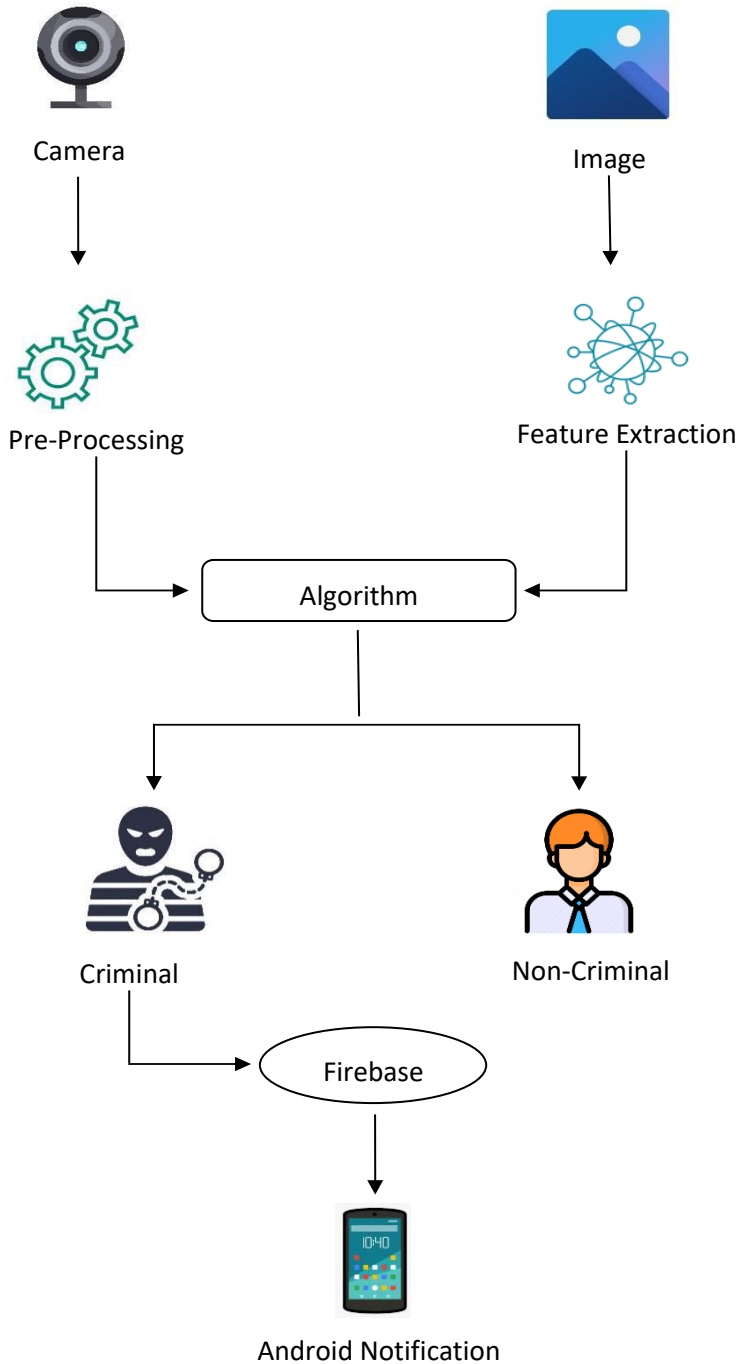 Camera
Image
Pre-Processing
Feature Extraction
Algorithm
Criminal
Non-Criminal
Firebase
10:40
Android Notification